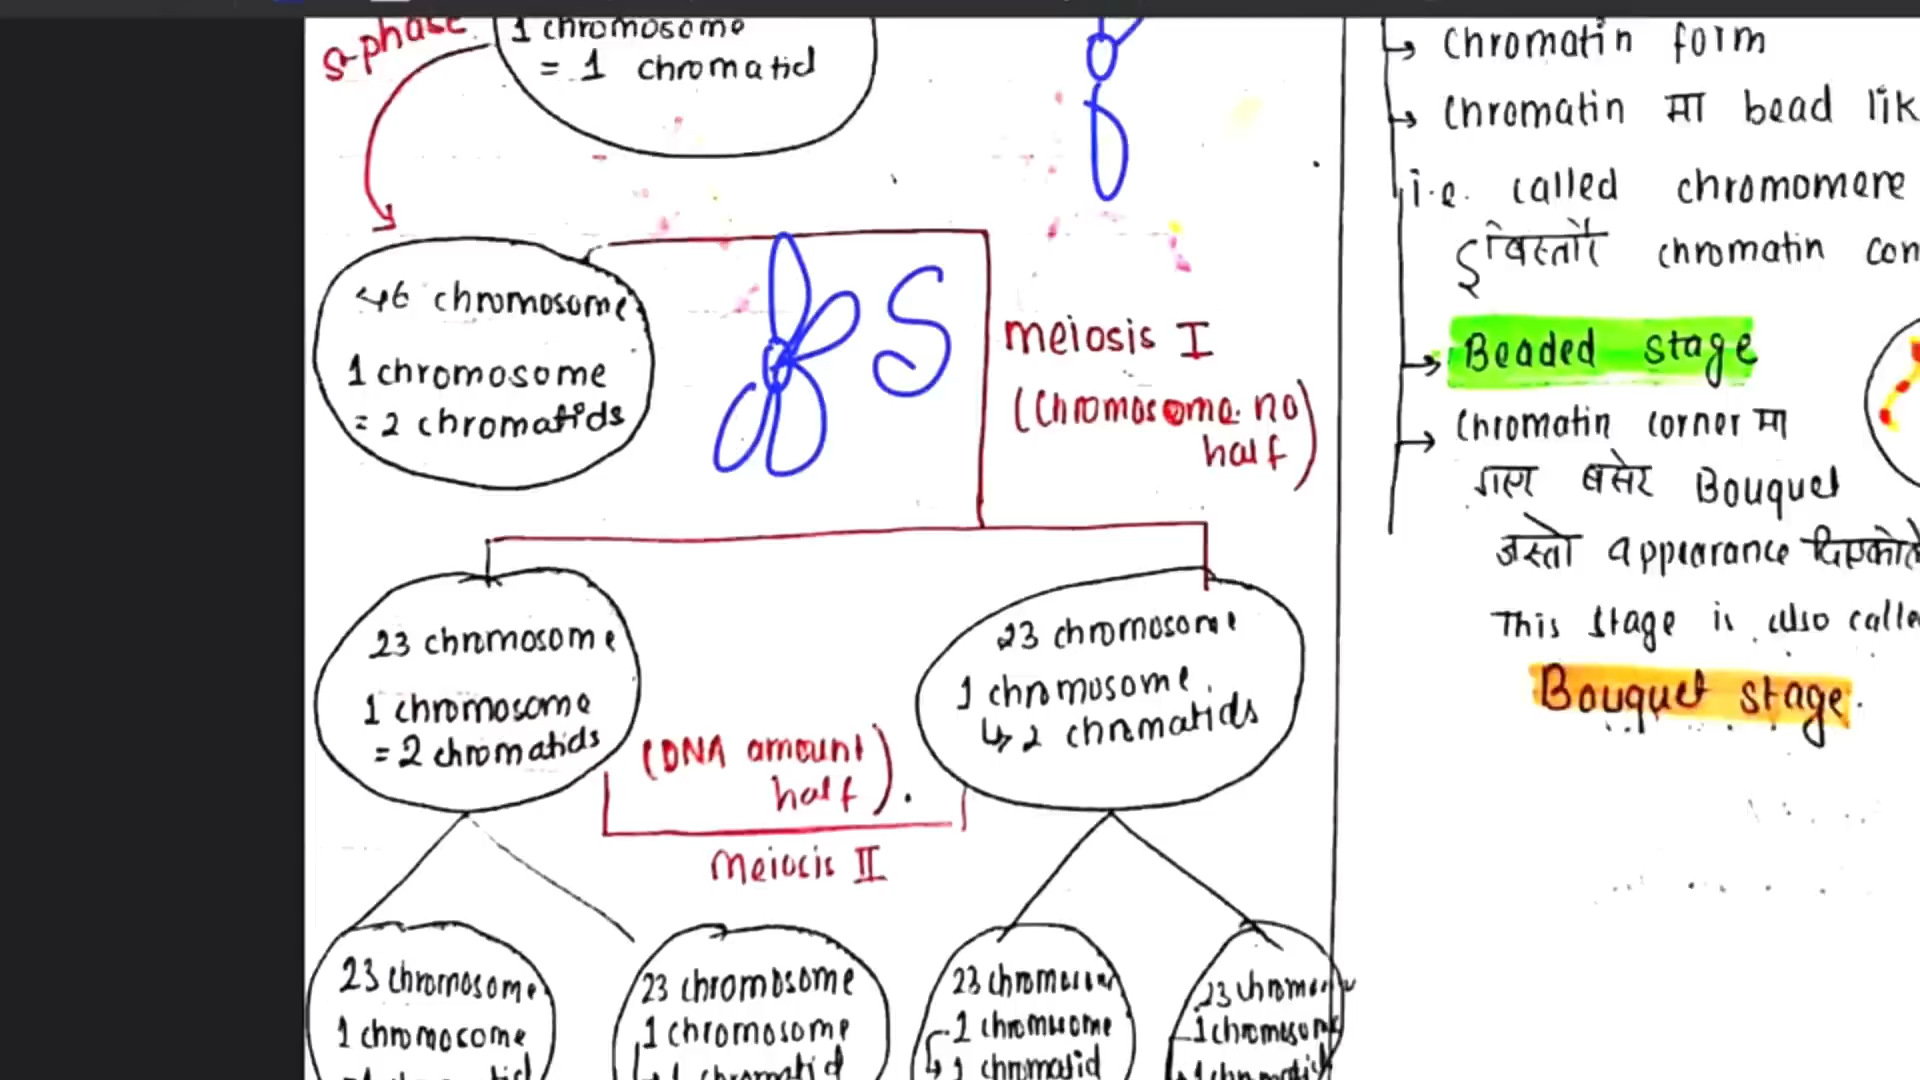 S-phase
1 chromosome
= 1 chromatid
46 chromosome
1 chromosome
= 2 chromatids
S
meiosis I
(Chromosome no
half)
23 chromosome
1 chromosome
= 2 chromatids
23 chromosome
1 chromosome
↳ 2 chromatids
(DNA amount
half).
Meiosis II
23 chromosome
1 chromosome
23 chromosome
1 chromosome
1 chromatid
23
1 chromosome
↳ 1 chromatid
23
1 chromosome
→ Chromatin form
→ Chromatin मा bead
i.e. called chromomere
chromatin
→ Beaded stage
→ Chromatin corner मा
गएर बसेर Bouquet
जस्तो appearance
This stage is also
Bouquet stage.